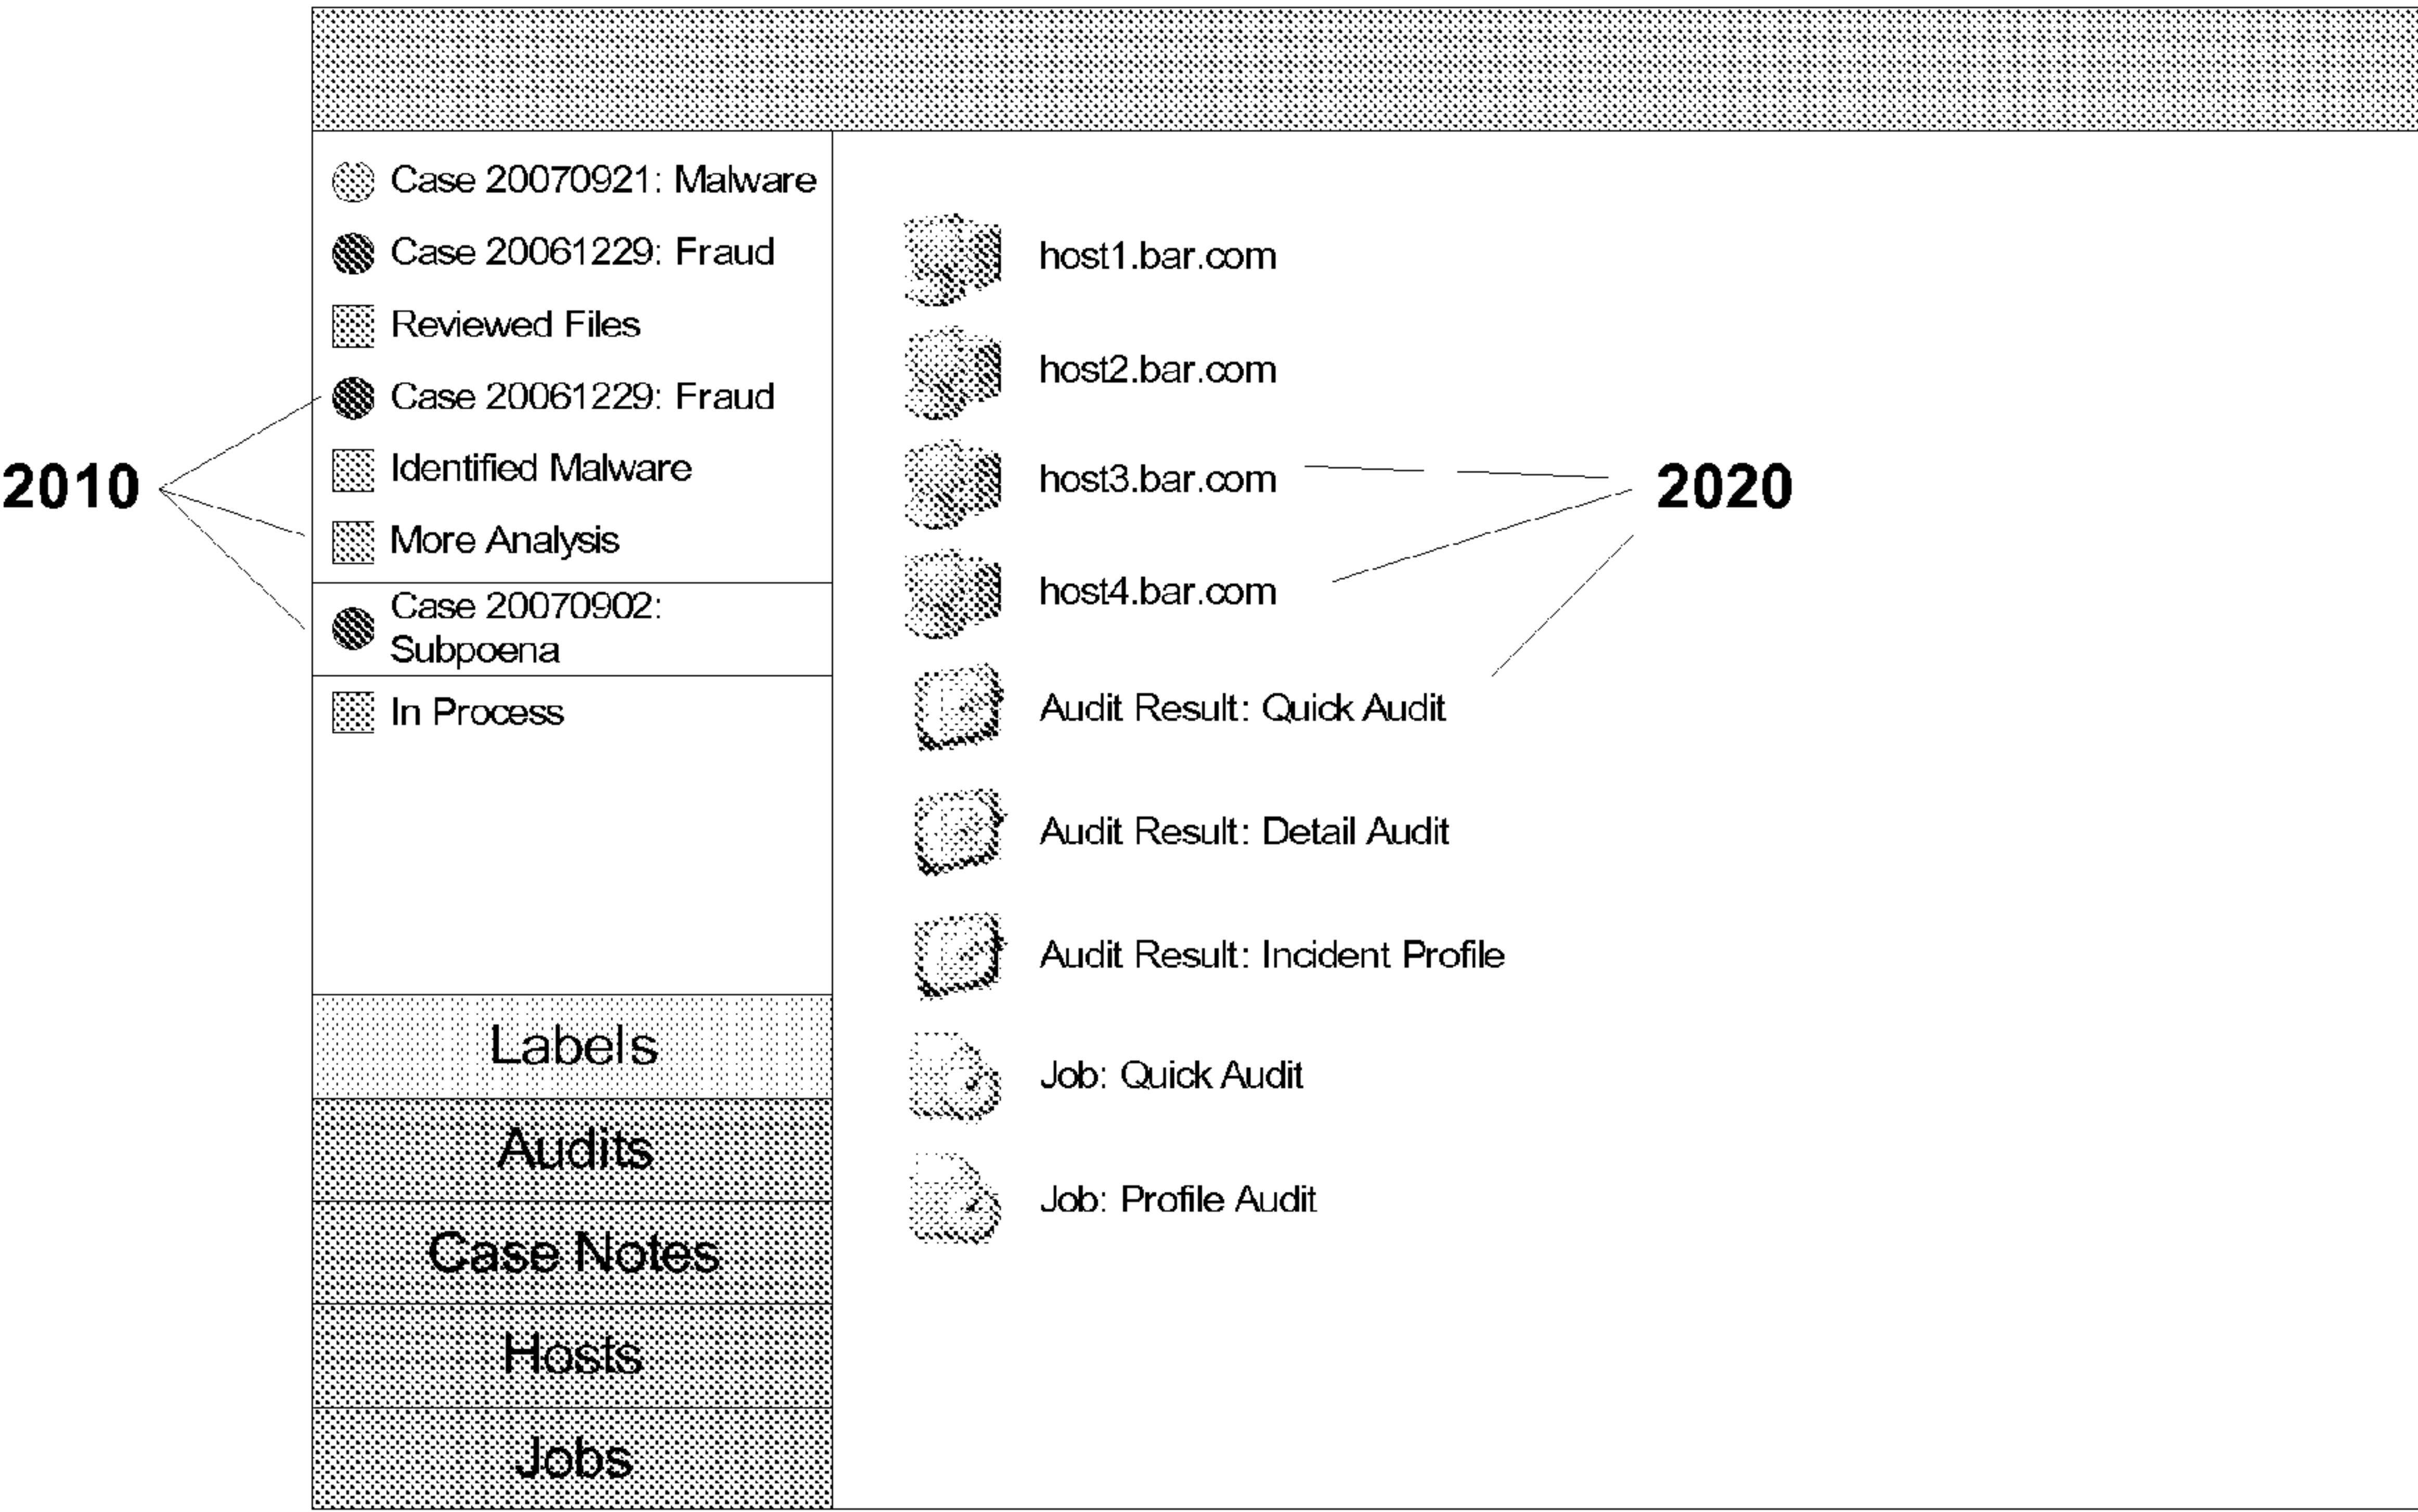 Case 20070921: Malware
Case 20061229: Fraud
Reviewed Files
Case 20061229: Fraud
Identified Malware
More Analysis
Case 20070902:
Subpoena
In Process
Labels
Audits
Case Notes
Hosts
Jobs
2010
host1.bar.com
host2.bar.com
host3.bar.com
host4.bar.com
Audit Result: Quick Audit
Audit Result: Detail Audit
Audit Result: Incident Profile
Job: Quick Audit
Job: Profile Audit
2020